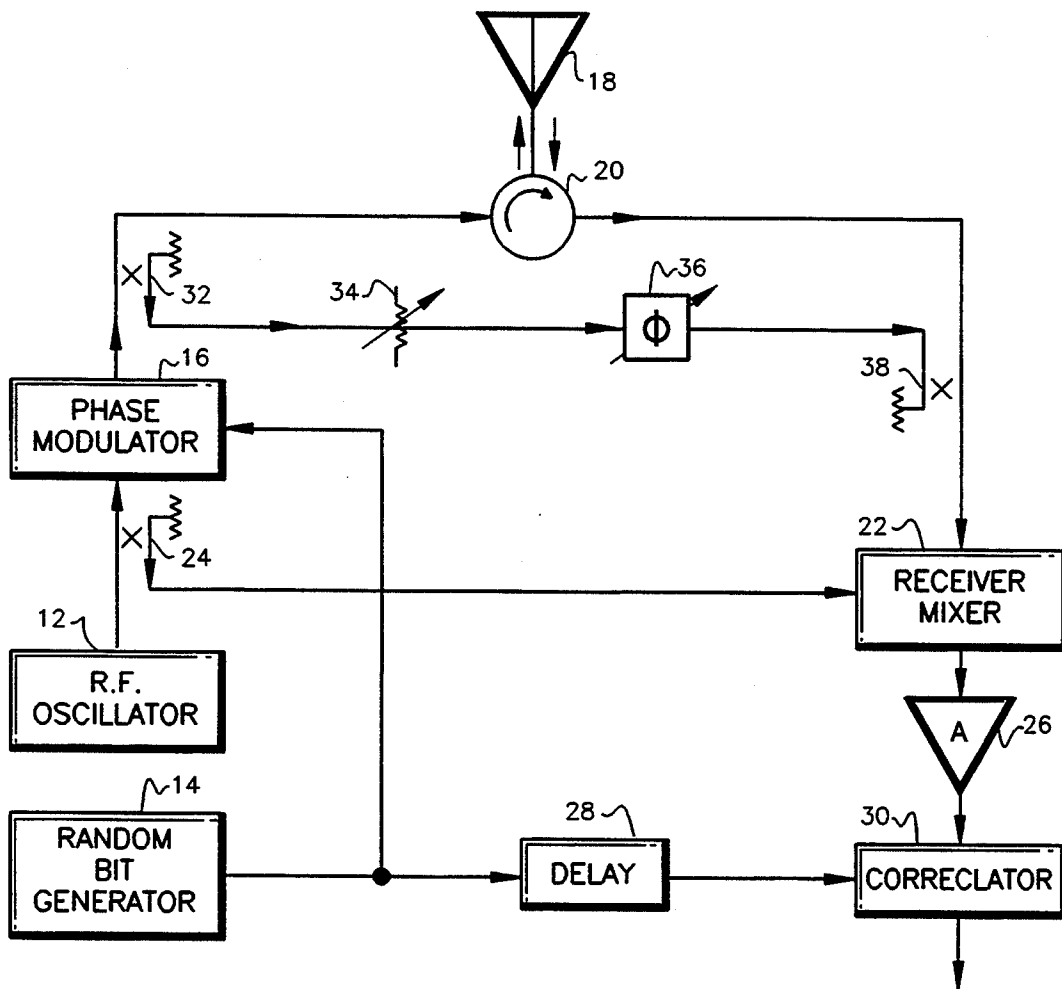 18
20
32
34
36
Φ
38
16
PHASE
MODULATOR
24
22
RECEIVER
MIXER
12
R.F.
OSCILLATOR
A
26
14
RANDOM
BIT
GENERATOR
28
DELAY
30
CORRECLATOR